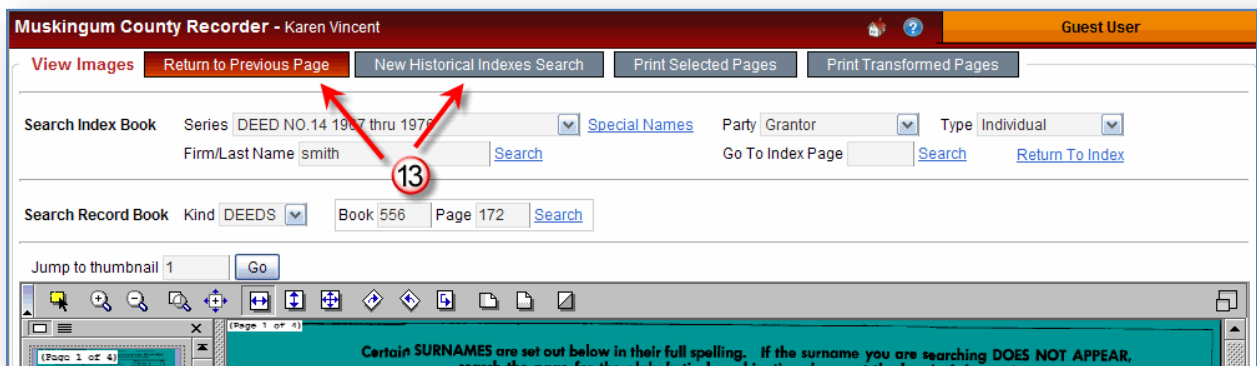 Muskingum County Recorder - Karen Vincent
Guest User
View Images Return to Previous Page New Historical Indexes Search Print Selected Pages Print Transformed Pages
Search Index Book Series DEED NO.14 1967 thru 1976 Special Names Party Grantor Type Individual
Firm/Last Name smith Search Go To Index Page Search Return To Index
13
Search Record Book Kind DEEDS Book 556 Page 172 Search
Jump to thumbnail 1 Go
(Page 1 of 4)
(Page 1 of 4)
Certain SURNAMES are set out below in their full spelling. If the surname you are searching DOES NOT APPEAR,